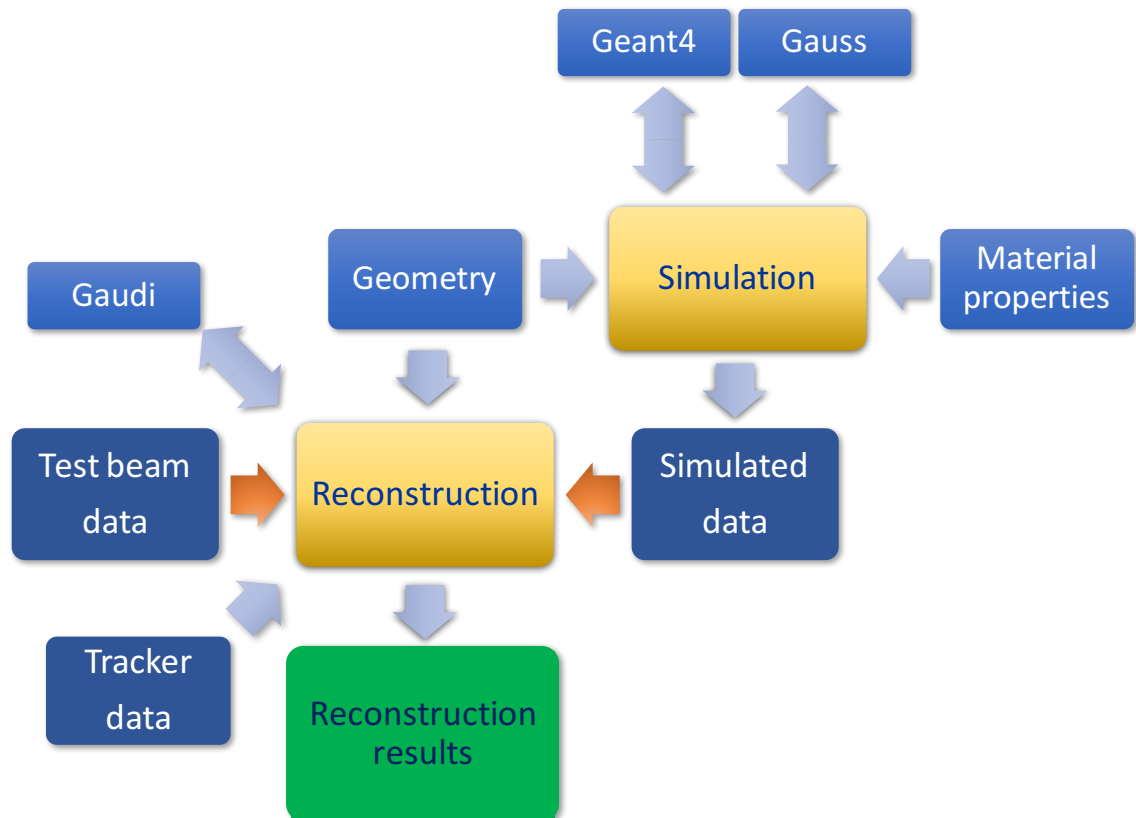 Geant4
Gauss
Geometry
Simulation
Material
properties
Gaudi
Test beam
data
Reconstruction
Simulated
data
Tracker
data
Reconstruction
results